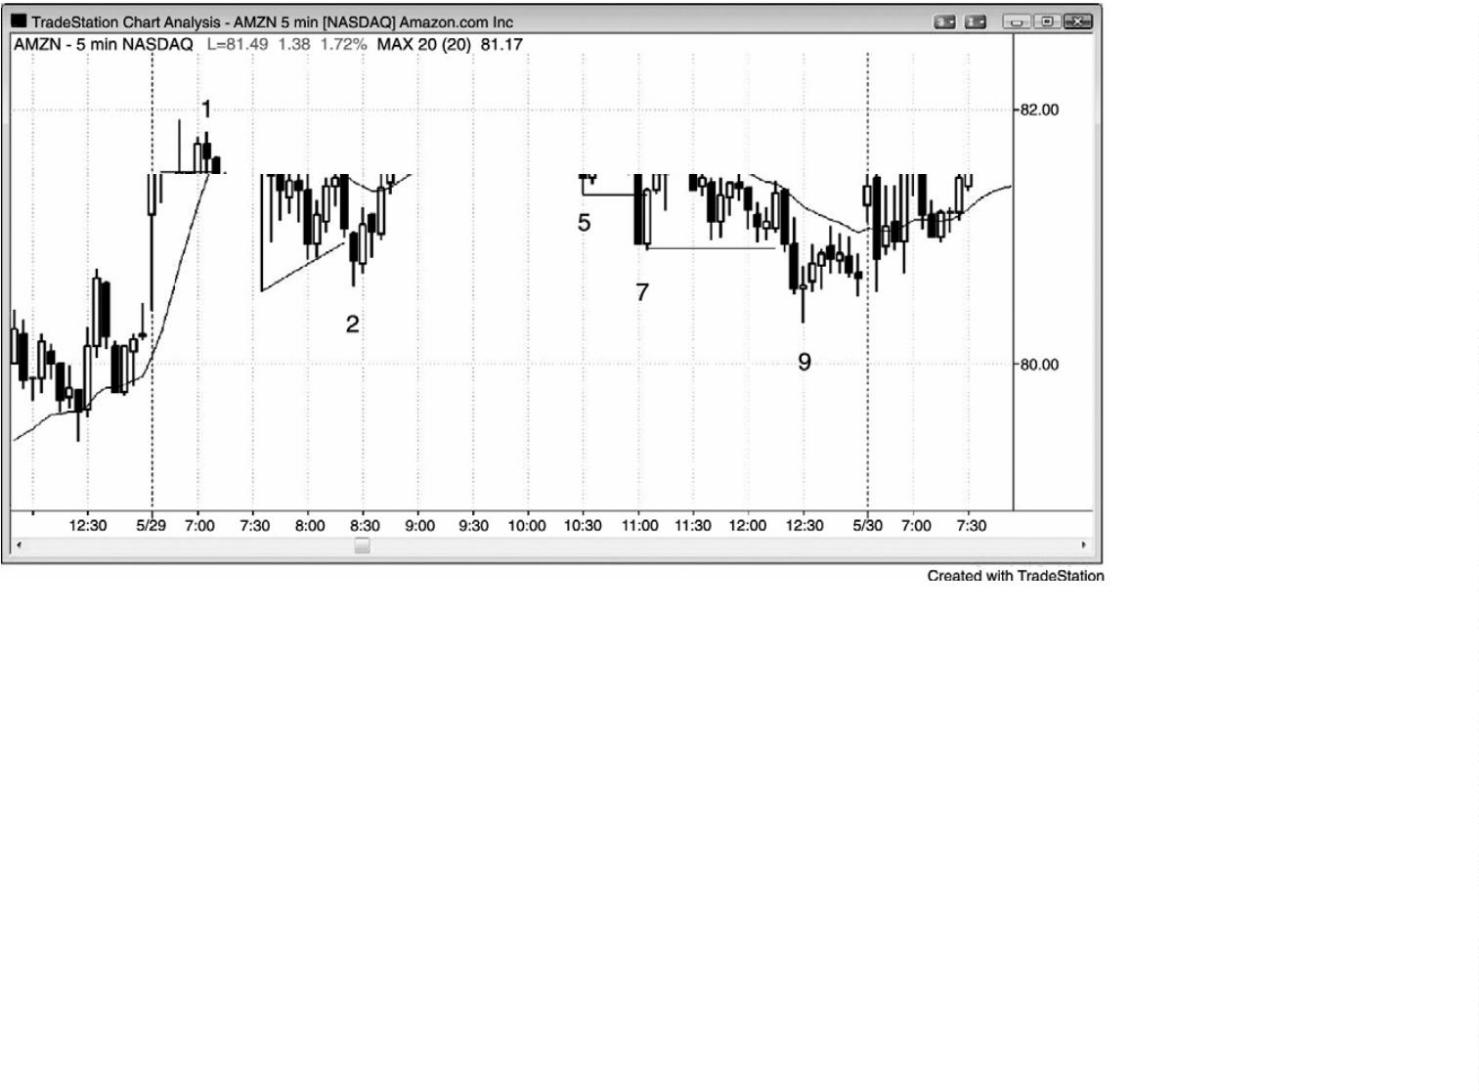 TradeStation Chart Analysis - AMZN 5 min [NASDAQ] Amazon.com Inc
AMZN - 5 min NASDAQ L=81.49 1.38 1.72% MAX 20 (20) 81.17
1
82.00
5
7
2
9
80.00
12:30 5/29 7:00 7:30 8:00 8:30 9:00 9:30 10:00 10:30 11:00 11:30 12:00 12:30 5/30 7:00 7:30
Created with TradeStation